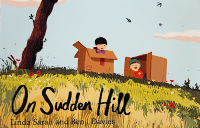 On Sudden Hill
Linda Sarah and Benji Davies